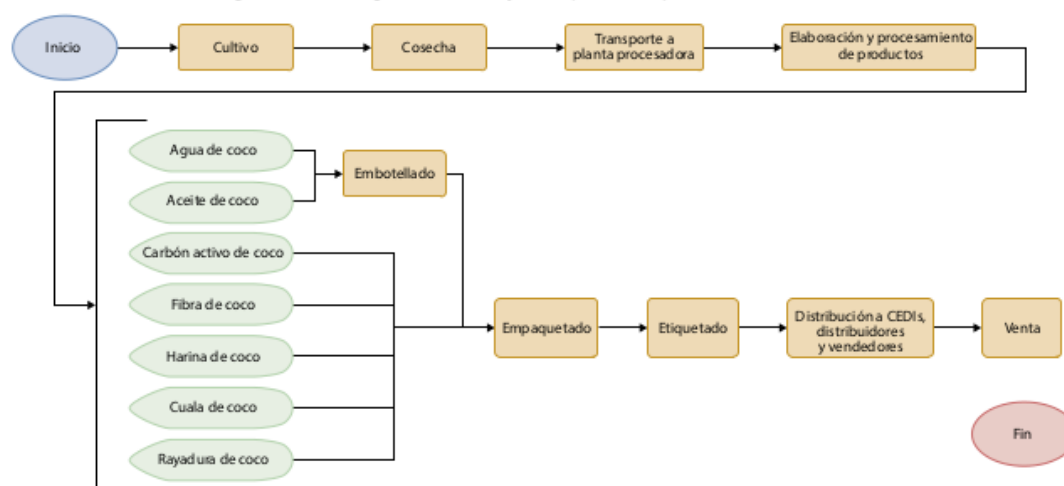 Inicio
Cultivo
Cosecha
Transporte a
planta procesadora
Elaboración y procesamiento
de productos
Agua de coco
Aceite de coco
Embotellado
Carbón activo de coco
Fibra de coco
Harina de coco
Cuala de coco
Rayadura de coco
Empaquetado
Etiquetado
Distribución a CEDIs,
distribuidores
y vendedores
Venta
Fin